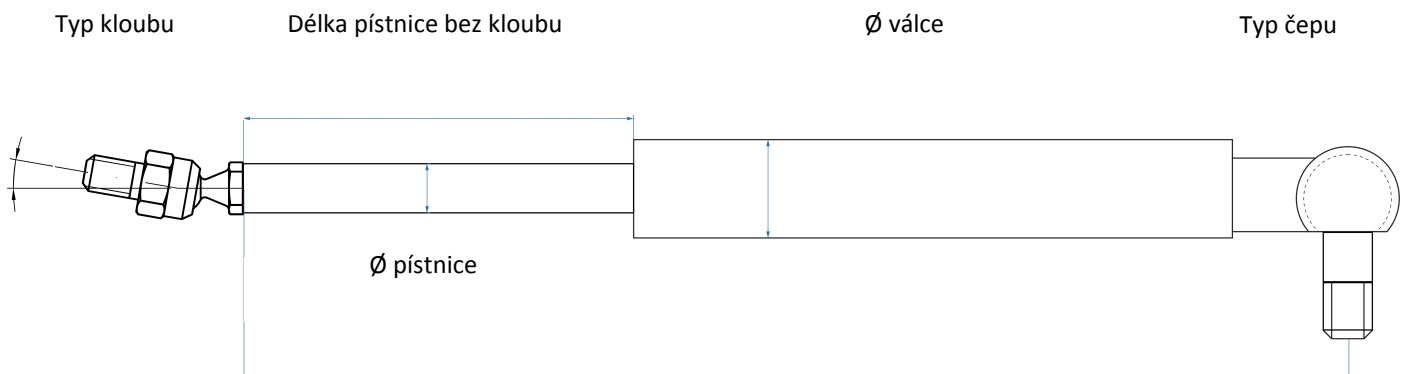 Typ kloubu
Délka pístnice bez kloubu
Ø válce
Typ čepu
Ø pístnice